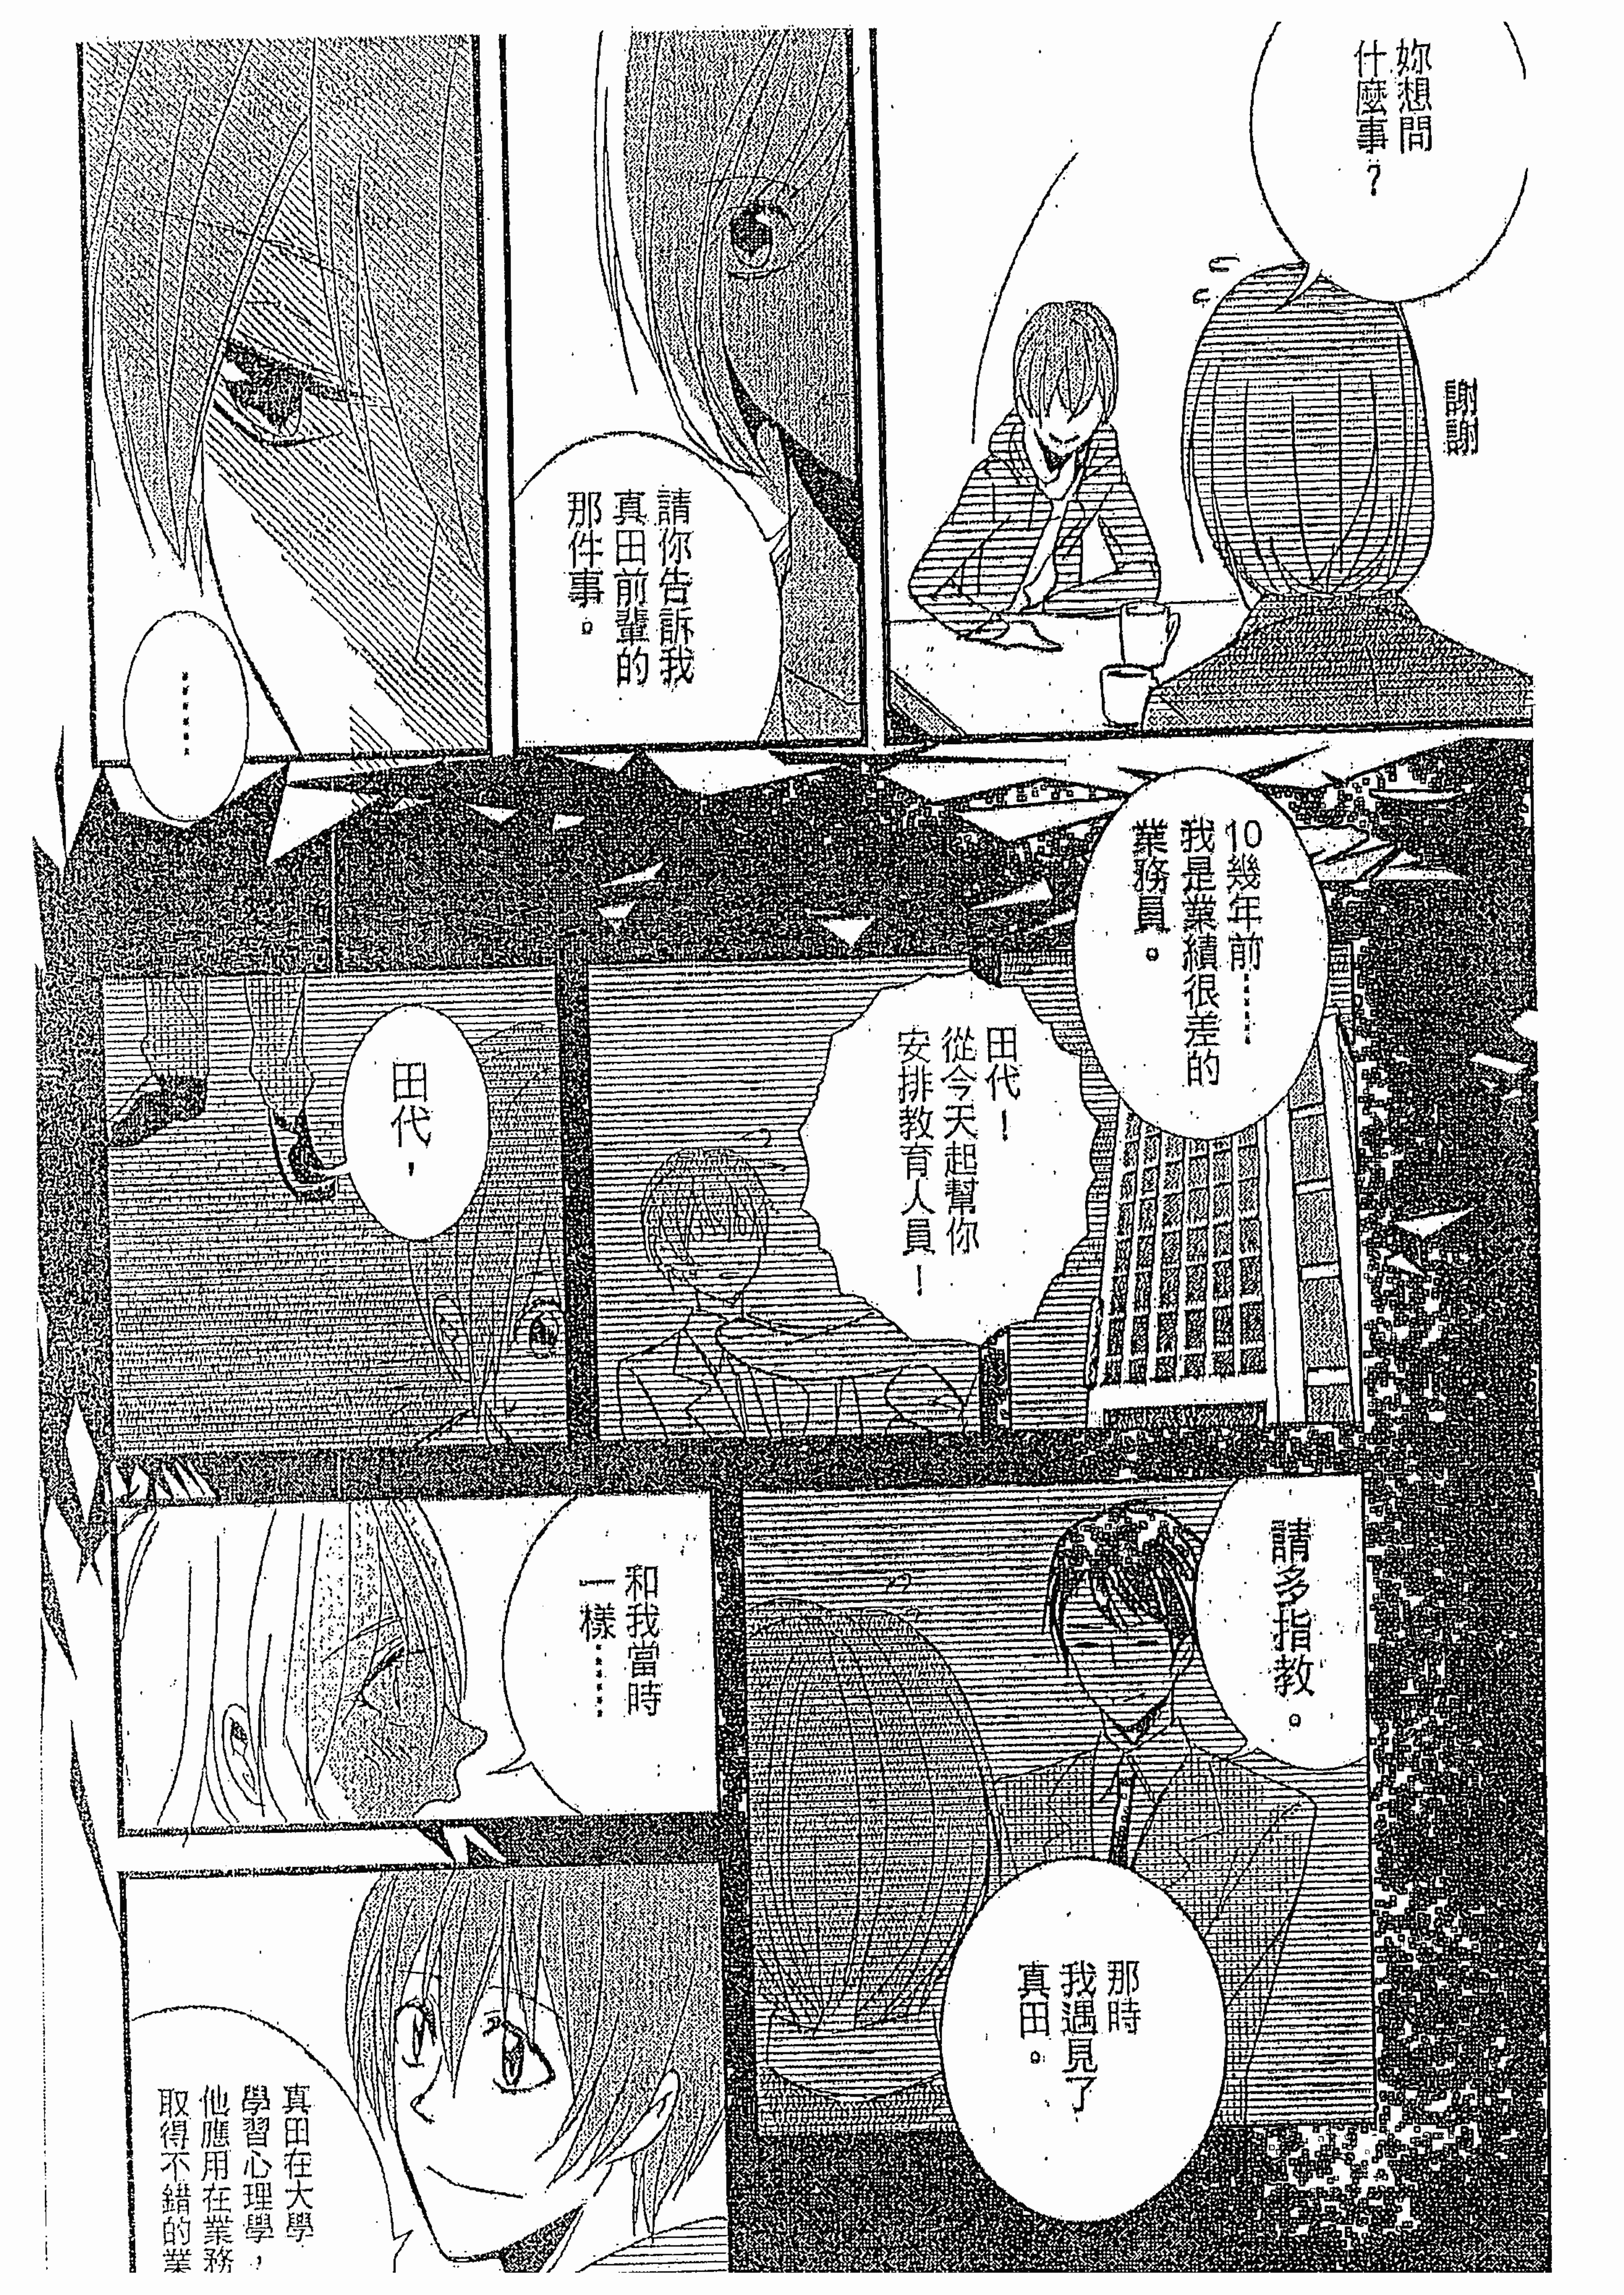 妳想問
什麼事？
謝謝
請你告訴我
真田前輩的
那件事。
………
10幾年前………
我是業績很差的
業務員。
田代！
從今天起幫你
安排教育人員！
田代，
請多指教。
那時
我遇見了
真田。
和我當時
一樣………
真田在大學
學習心理學，
他應用在業務
取得不錯的業